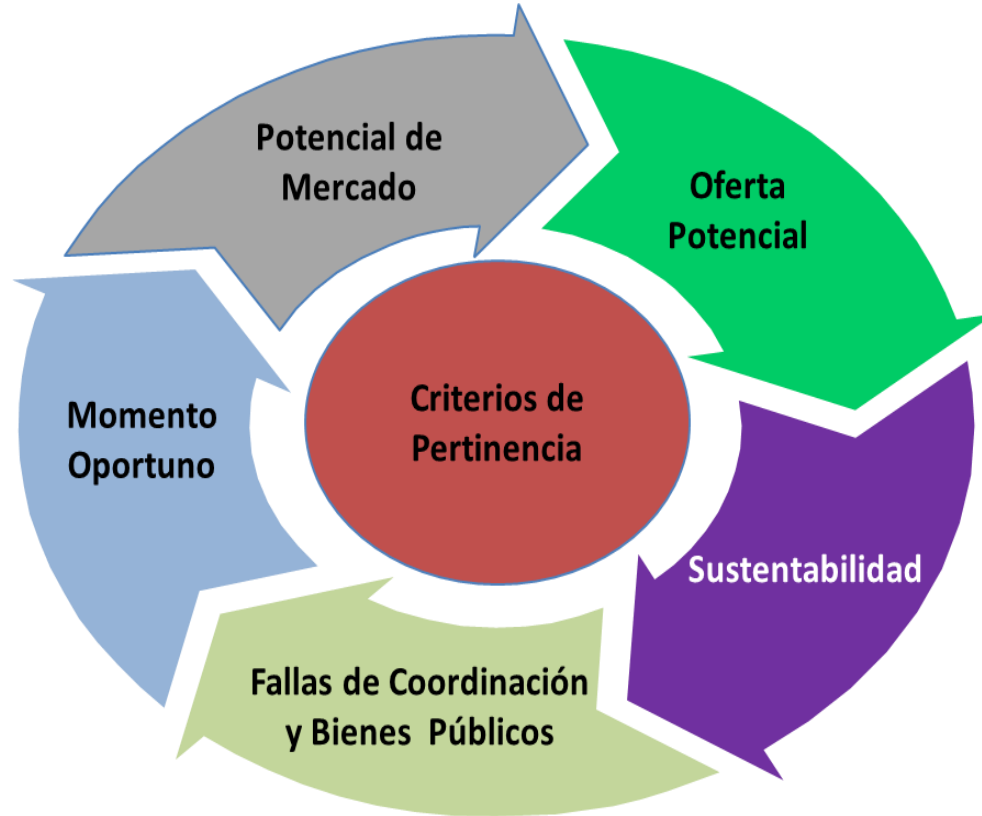 Potencial de
Mercado
Oferta
Potencial
Sustentabilidad
Fallas de Coordinación
y Bienes Públicos
Momento
Oportuno
Criterios de
Pertinencia